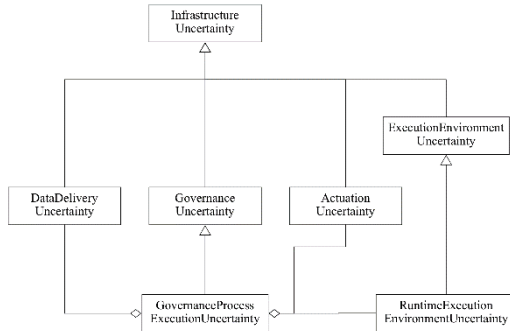 Infrastructure
Uncertainty
ExecutionEnvironment
Uncertainty
DataDelivery
Uncertainty
Governance
Uncertainty
Actuation
Uncertainty
GovernanceProcess
ExecutionUncertainty
RuntimeExecution
EnvironmentUncertainty